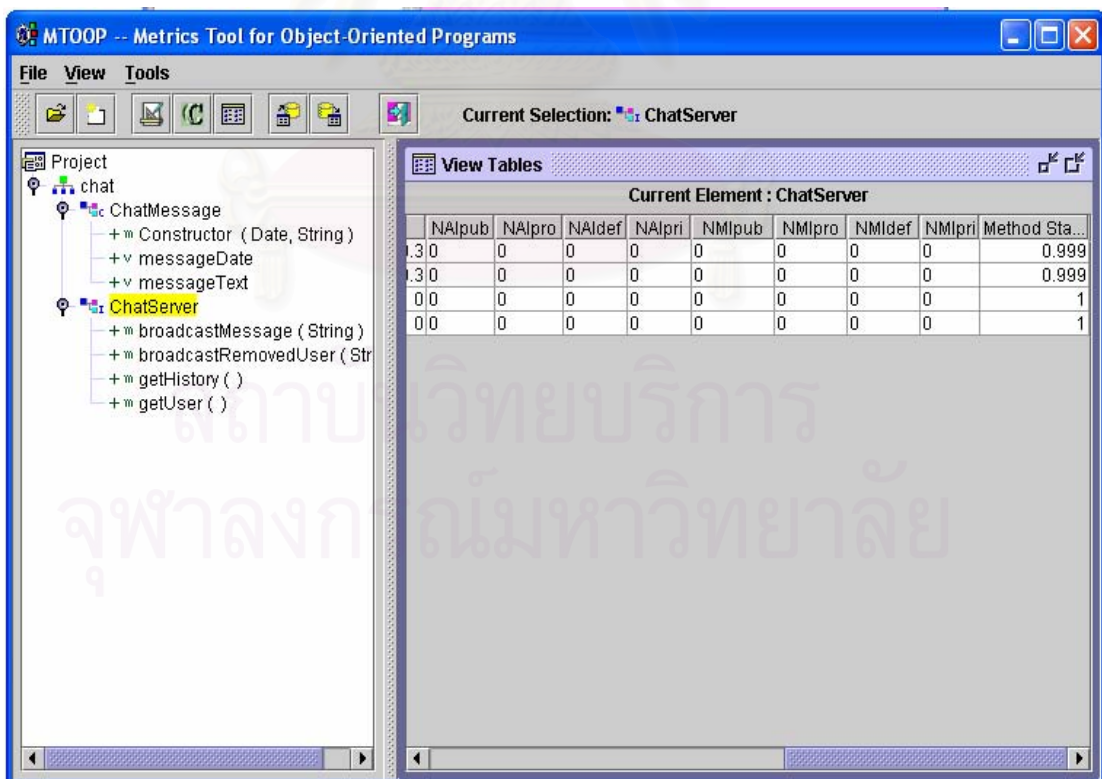 MTOOP -- Metrics Tool for Object-Oriented Programs
File View Tools
Current Selection: ChatServer
Project
chat
ChatMessage
+ m Constructor ( Date, String )
+ v messageDate
+ v messageText
ChatServer
+ m broadcastMessage ( String )
+ m broadcastRemovedUser ( Str
+ m getHistory ( )
+ m getUser ( )
View Tables
Current Element : ChatServer
NAIpub NAIpro NAIdef NAIpri NMIpub NMIpro NMIdef NMIpri Method Sta...
.3 0 0 0 0 0 0 0 0 0.999
.3 0 0 0 0 0 0 0 0 0.999
0 0 0 0 0 0 0 0 0 1
0 0 0 0 0 0 0 0 0 1
สถาบันวิทยบริการ
จุฬาลงกรณ์มหาวิทยาลัย